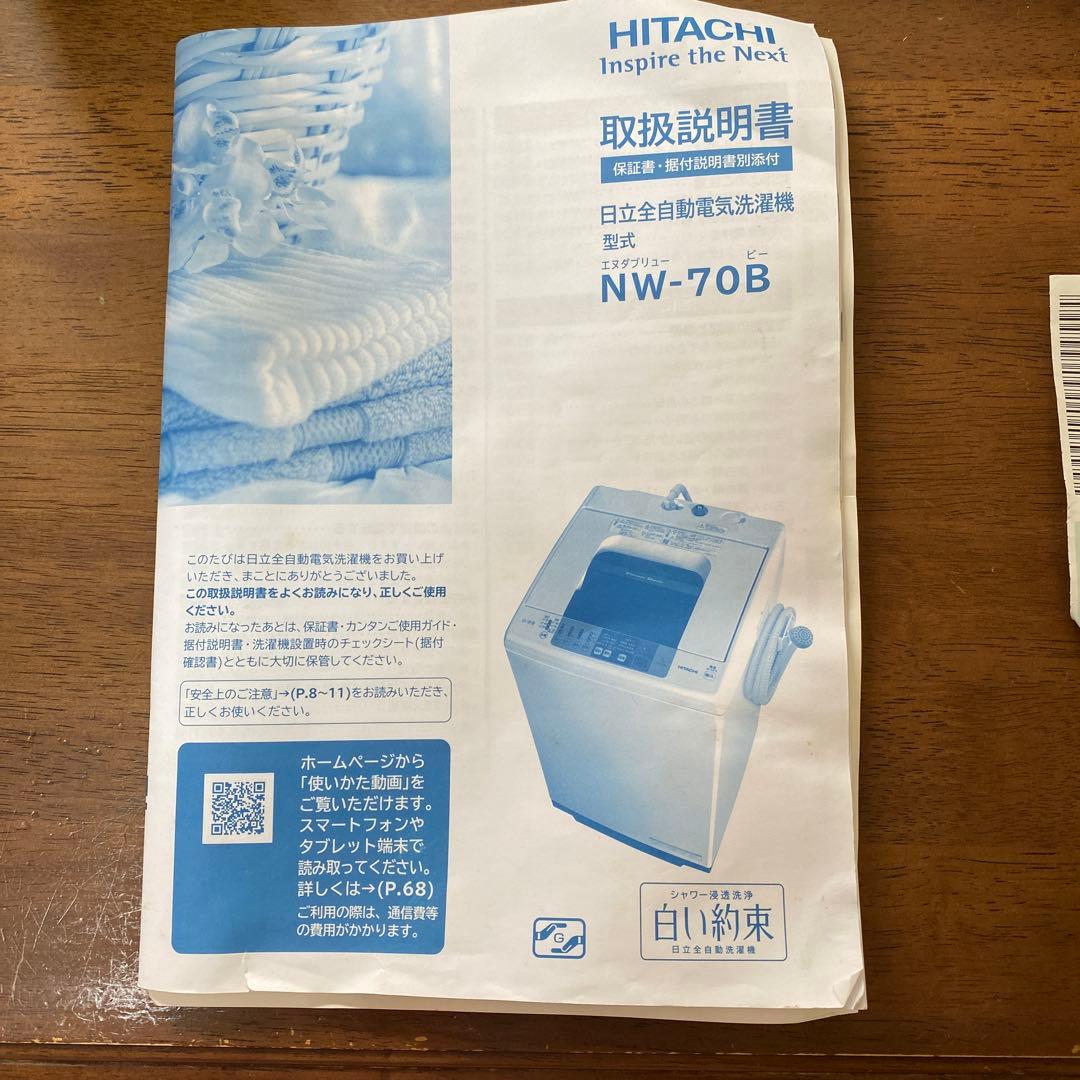 HITACHI
Inspire the Next
取扱説明書
保証書・据付説明書別添付
日立全自動電気洗濯機
型式
エヌダブリュー ビー
NW-70B
このたびは日立全自動電気洗濯機をお買い上げ
いただき、まことにありがとうございました。
この取扱説明書をよくお読みになり、正しくご使用
ください。
お読みになったあとは、保証書・カンタンご使用ガイド・
据付説明書・洗濯機設置時のチェックシート(据付
確認書)とともに大切に保管してください。
「安全上のご注意」→(P.8〜11)をお読みいただき、
正しくお使いください。
ホームページから
「使いかた動画」を
ご覧いただけます。
スマートフォンや
タブレット端末で
読み取ってください。
詳しくは→(P.68)
ご利用の際は、通信費等
の費用がかかります。
HITACHI
G
シャワー浸透洗浄
白い約束
日立全自動洗濯機